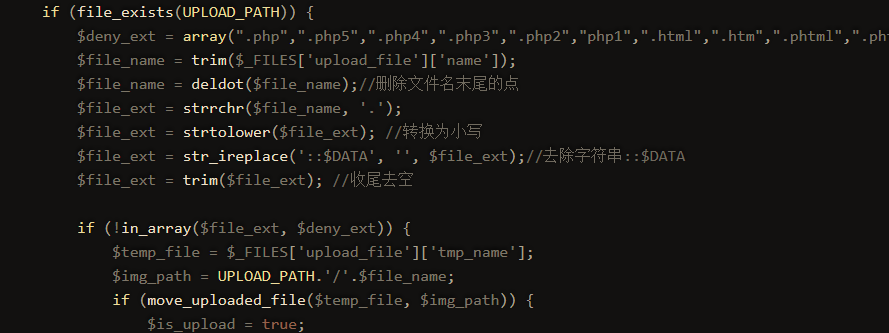 if (file_exists(UPLOAD_PATH)) {
$deny_ext = array(".php",".php5",".php4",".php3",".php2","php1",".html",".htm",".phtml",".pht
$file_name = trim($_FILES['upload_file']['name']);
$file_name = deldot($file_name);//删除文件名末尾的点
$file_ext = strrchr($file_name, '.');
$file_ext = strtolower($file_ext); //转换为小写
$file_ext = str_ireplace('::$DATA', '', $file_ext);//去除字符串::$DATA
$file_ext = trim($file_ext); //收尾去空
if (!in_array($file_ext, $deny_ext)) {
$temp_file = $_FILES['upload_file']['tmp_name'];
$img_path = UPLOAD_PATH.'/'.$file_name;
if (move_uploaded_file($temp_file, $img_path)) {
$is_upload = true;